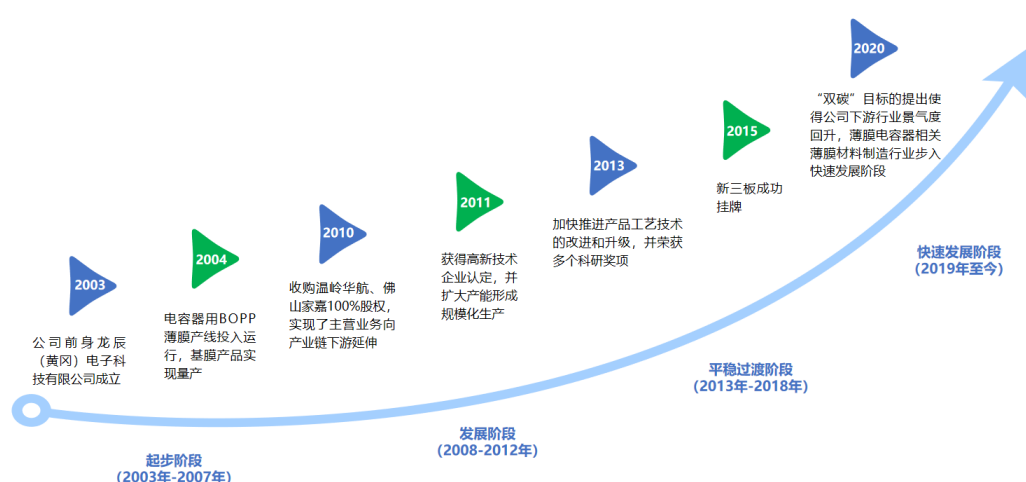 2003
公司前身龙辰
（黄冈）电子科
技有限公司成立
2004
电容器用BOPP
薄膜产线投入运
行，基膜产品实
现量产
2010
收购温岭华航、佛
山家嘉100%股权，
实现了主营业务向
产业链下游延伸
2011
获得高新技术
企业认定，并
扩大产能形成
规模化生产
2013
加快推进产品工艺技术
的改进和升级，并荣获
多个科研奖项
2015
新三板成功
挂牌
2020
“双碳”目标的提出使
得公司下游行业景气度
回升，薄膜电容器相关
薄膜材料制造行业步入
快速发展阶段
起步阶段
（2003年-2007年）
发展阶段
（2008-2012年）
平稳过渡阶段
（2013年-2018年）
快速发展阶段
（2019年至今）